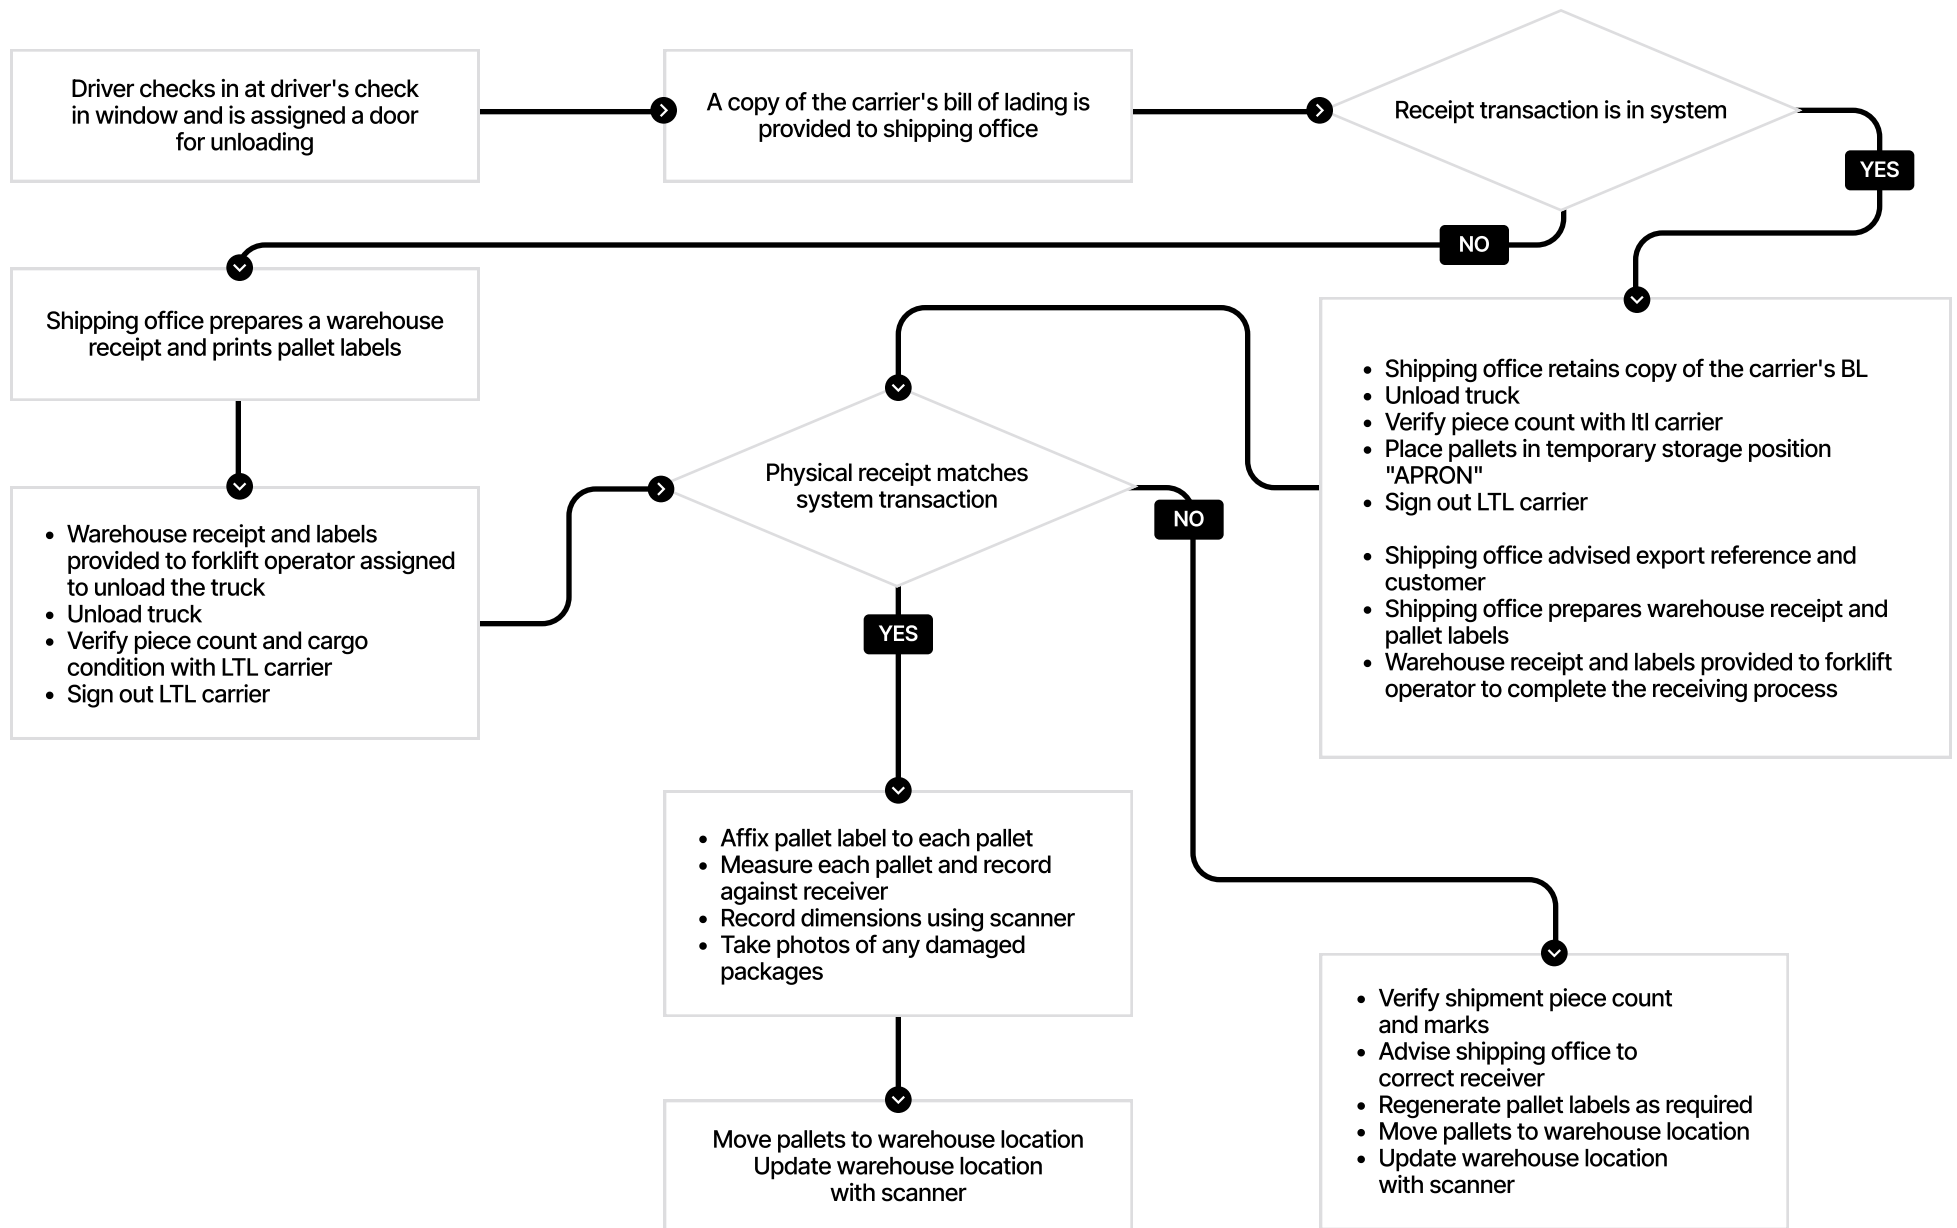 Driver checks in at driver's check
in window and is assigned a door
for unloading
A copy of the carrier's bill of lading is
provided to shipping office
Receipt transaction is in system
YES
NO
Shipping office prepares a warehouse
receipt and prints pallet labels
• Warehouse receipt and labels
provided to forklift operator assigned
to unload the truck
• Unload truck
• Verify piece count and cargo
condition with LTL carrier
• Sign out LTL carrier
Physical receipt matches
system transaction
NO
YES
• Shipping office retains copy of the carrier's BL
• Unload truck
• Verify piece count with ltl carrier
• Place pallets in temporary storage position
"APRON"
• Sign out LTL carrier
• Shipping office advised export reference and
customer
• Shipping office prepares warehouse receipt and
pallet labels
• Warehouse receipt and labels provided to forklift
operator to complete the receiving process
• Affix pallet label to each pallet
• Measure each pallet and record
against receiver
• Record dimensions using scanner
• Take photos of any damaged
packages
Move pallets to warehouse location
Update warehouse location
with scanner
• Verify shipment piece count
and marks
• Advise shipping office to
correct receiver
• Regenerate pallet labels as required
• Move pallets to warehouse location
• Update warehouse location
with scanner